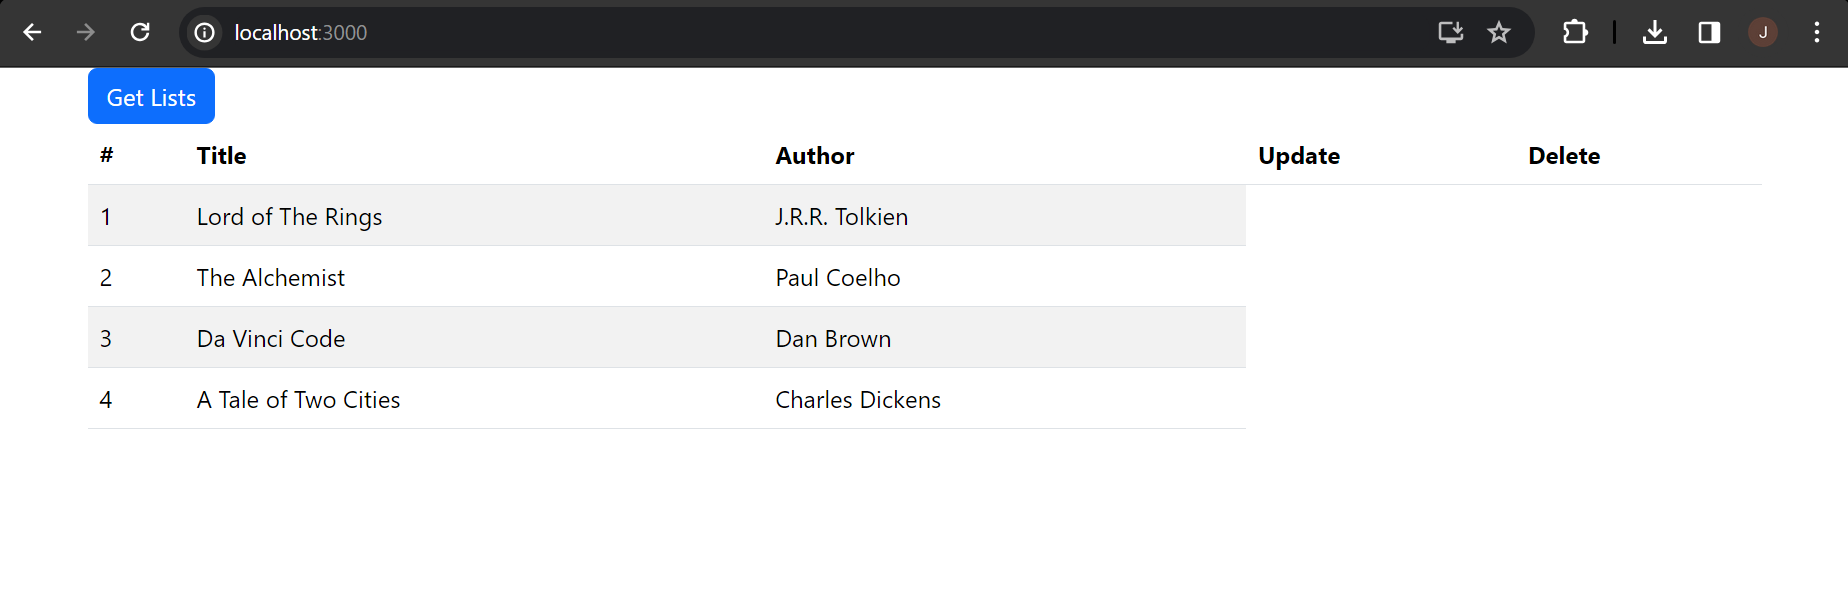 localhost:3000
J
Get Lists
# Title Author Update Delete
1 Lord of The Rings J.R.R. Tolkien
2 The Alchemist Paul Coelho
3 Da Vinci Code Dan Brown
4 A Tale of Two Cities Charles Dickens